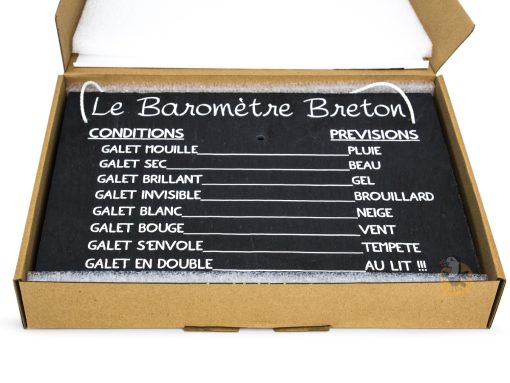 Le Baromètre Breton
CONDITIONS PREVISIONS
GALET MOUILLE PLUIE
GALET SEC BEAU
GALET BRILLANT GEL
GALET INVISIBLE BROUILLARD
GALET BLANC NEIGE
GALET BOUGE VENT
GALET S'ENVOLE TEMPETE
GALET EN DOUBLE AU LIT !!!